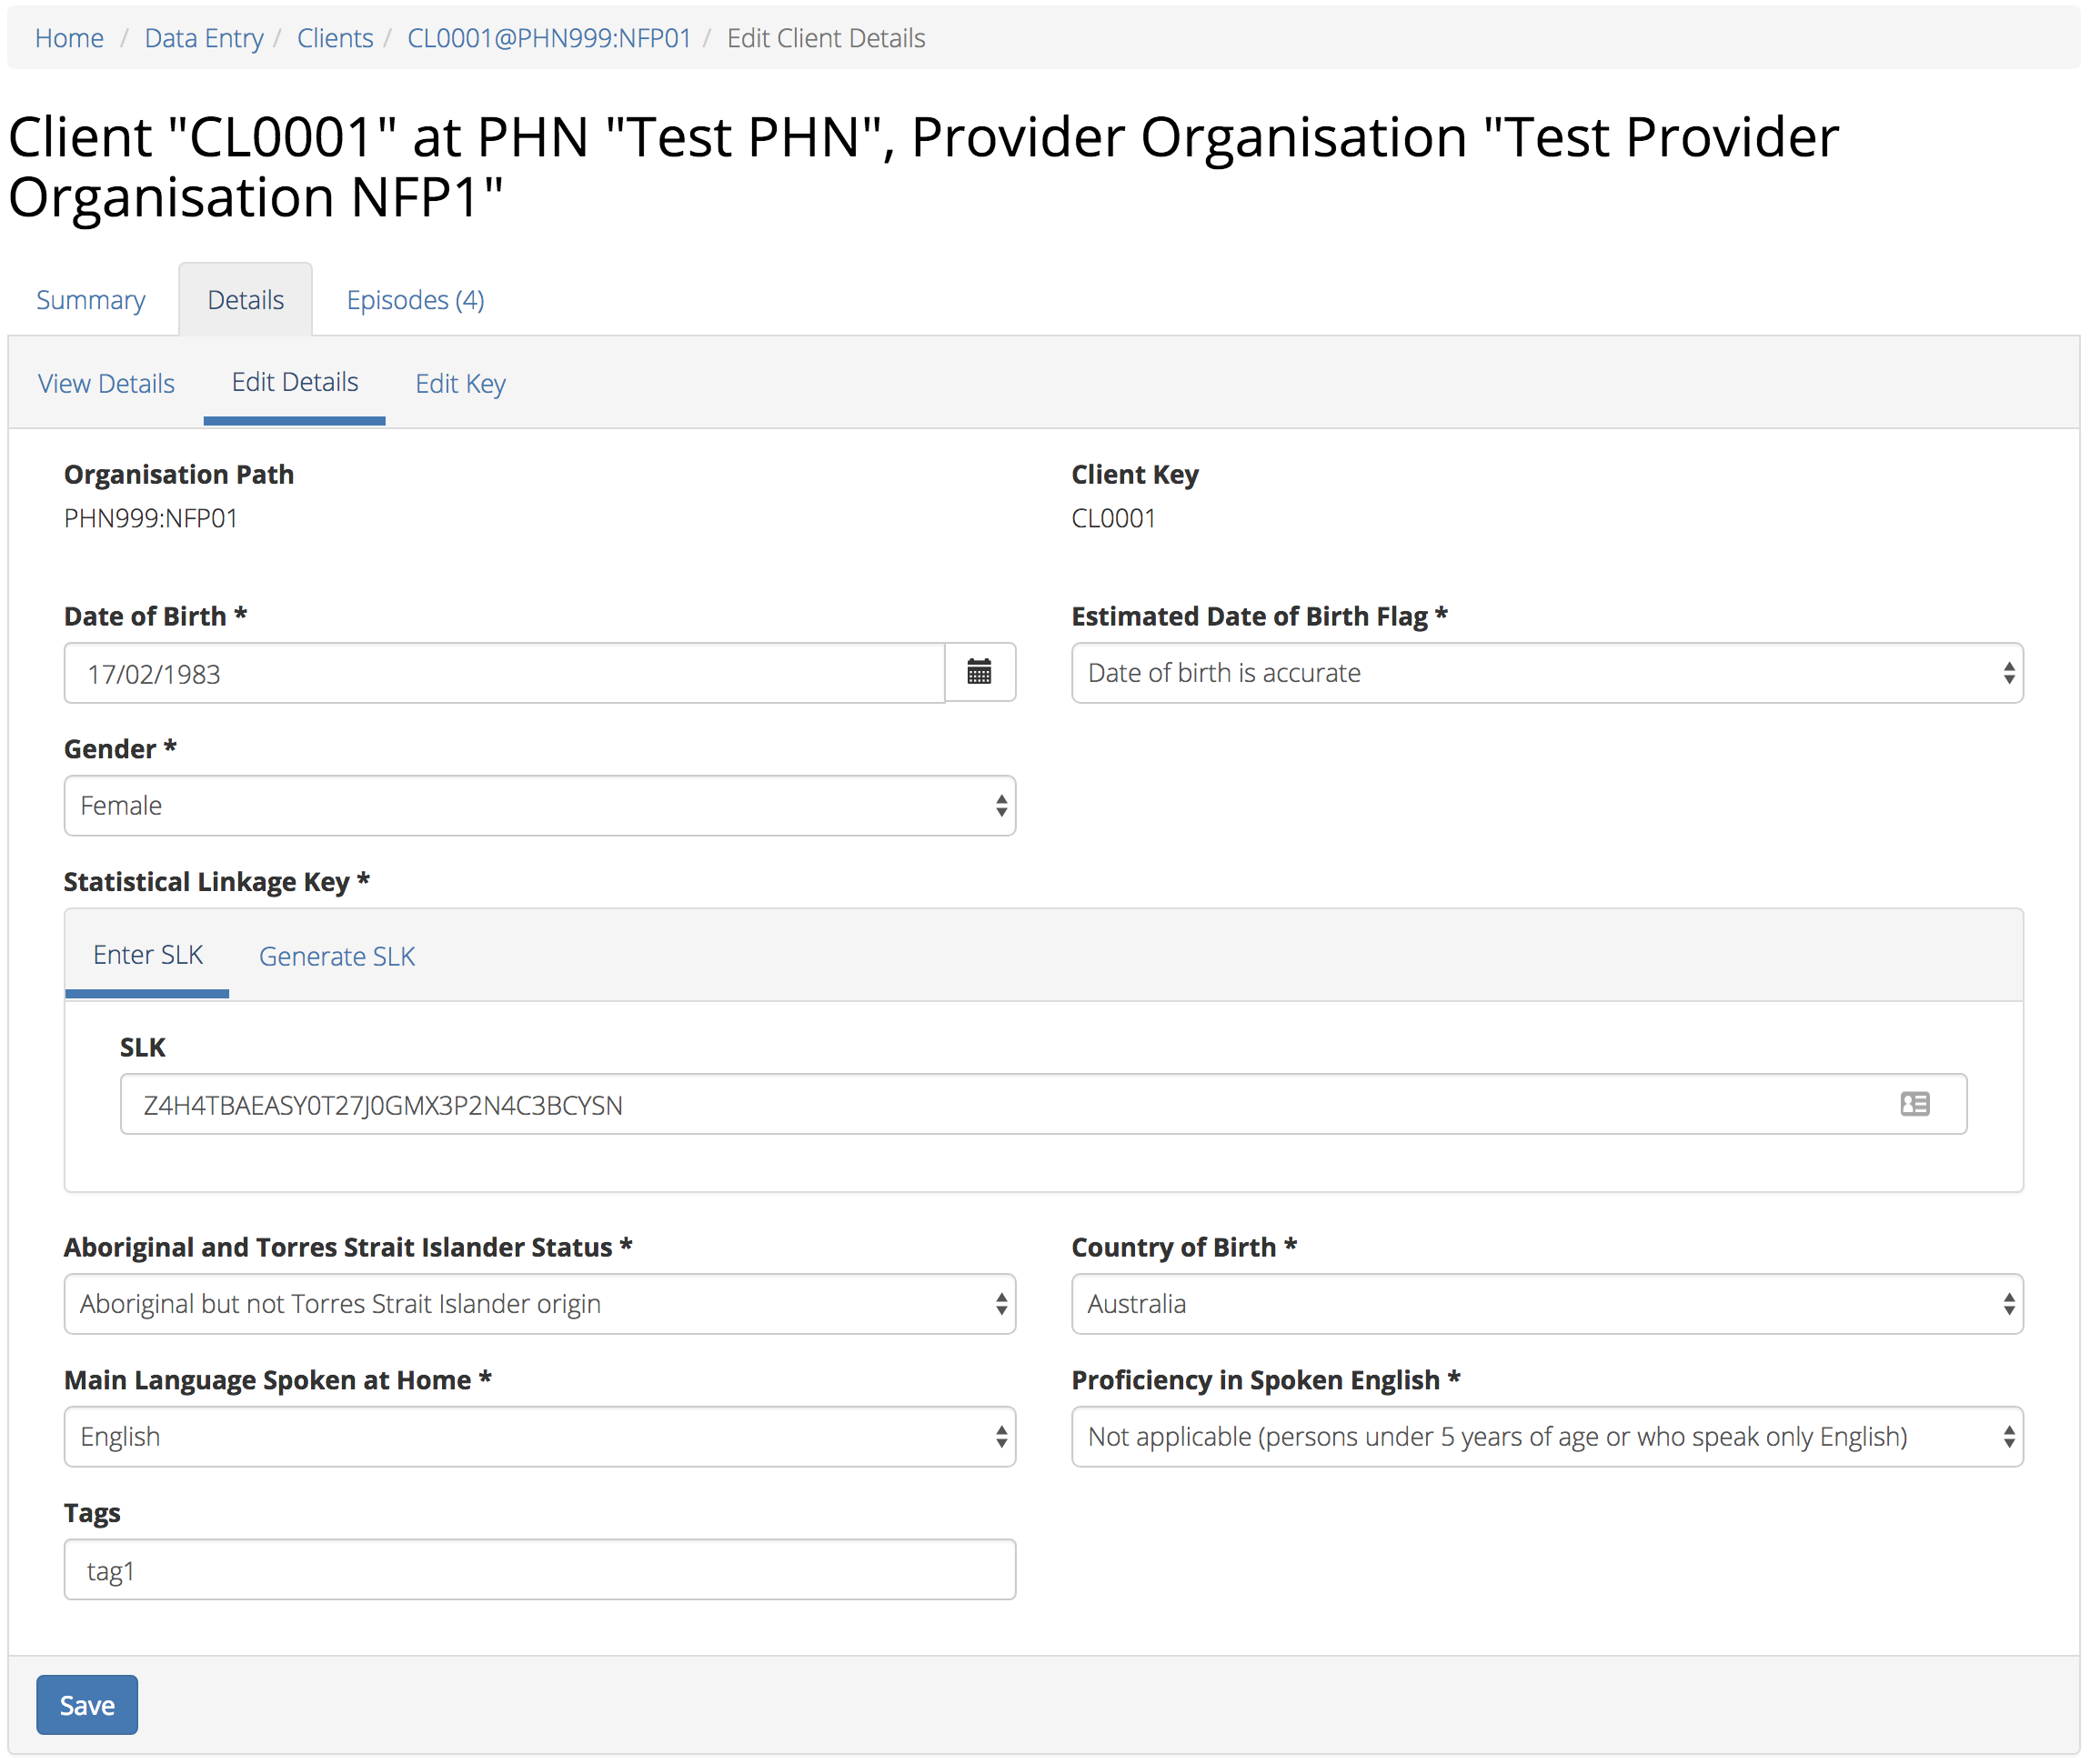 Home / Data Entry / Clients / CL0001@PHN999:NFP01 / Edit Client Details
Client "CL0001" at PHN "Test PHN", Provider Organisation "Test Provider
Organisation NFP1"
Summary Details Episodes (4)
View Details Edit Details Edit Key
Organisation Path Client Key
PHN999:NFP01 CL0001
Date of Birth * Estimated Date of Birth Flag *
17/02/1983 Date of birth is accurate
Gender *
Female
Statistical Linkage Key *
Enter SLK Generate SLK
SLK
Z4H4TBAEASY0T27J0GMX3P2N4C3BCYSN
Aboriginal and Torres Strait Islander Status * Country of Birth *
Aboriginal but not Torres Strait Islander origin Australia
Main Language Spoken at Home * Proficiency in Spoken English *
English Not applicable (persons under 5 years of age or who speak only English)
Tags
tag1
Save